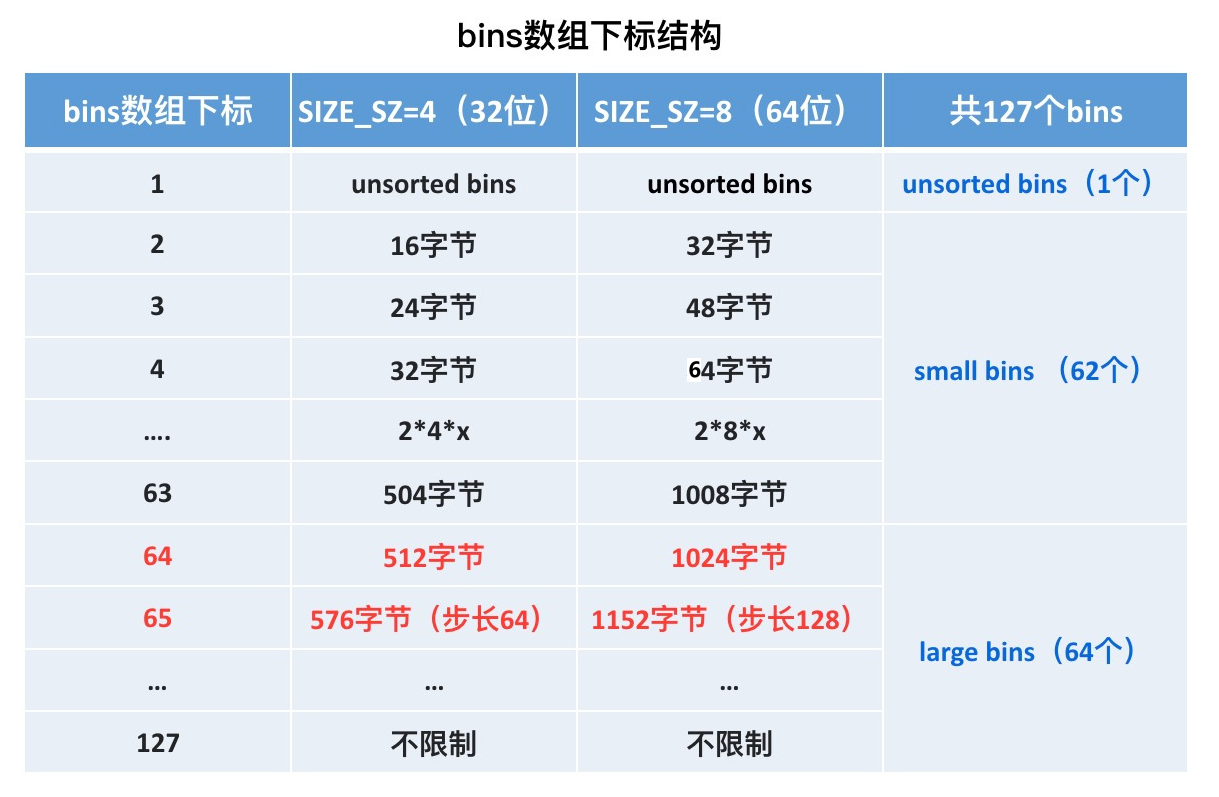 bins数组下标结构
bins数组下标 SIZE_SZ=4（32位） SIZE_SZ=8（64位） 共127个bins
1 unsorted bins unsorted bins unsorted bins（1个）
2 16字节 32字节
3 24字节 48字节
4 32字节 64字节 small bins （62个）
.... 2*4*x 2*8*x
63 504字节 1008字节
64 512字节 1024字节
65 576字节（步长64） 1152字节（步长128）
large bins（64个）
... ... ...
127 不限制 不限制